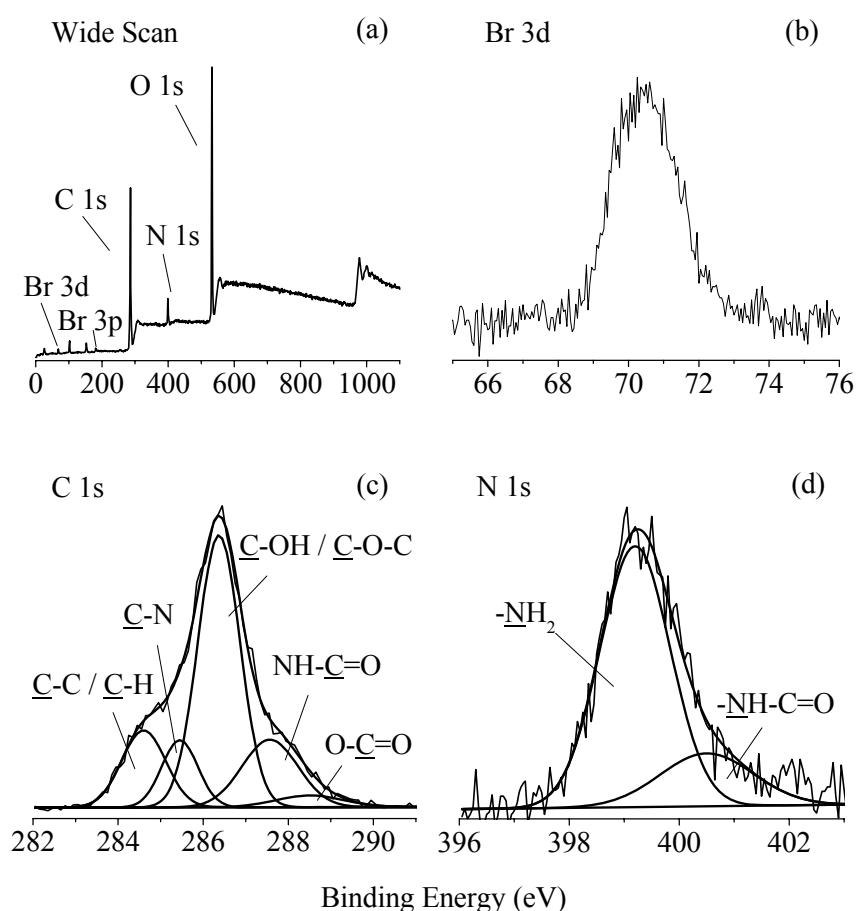 Wide Scan
(a)
O 1s
C 1s
N 1s
Br 3d
Br 3p
0 200 400 600 800 1000
Br 3d
(b)
66 68 70 72 74 76
C 1s
(c)
C-OH / C-O-C
C-N
NH-C=O
C-C / C-H
O-C=O
282 284 286 288 290
N 1s
(d)
-NH₂
-NH-C=O
396 398 400 402
Binding Energy (eV)